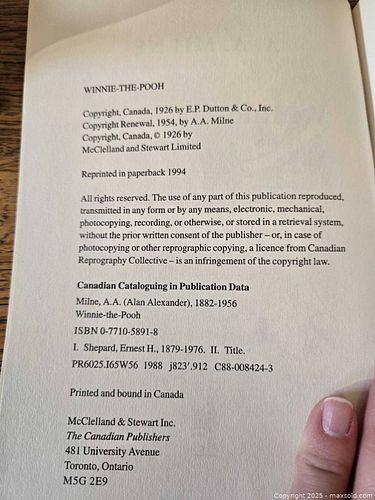 WINNIE-THE-POOH
Copyright, Canada, 1926 by E.P. Dutton & Co., Inc.
Copyright Renewal, 1954, by A.A. Milne
Copyright, Canada, © 1926 by
McClelland and Stewart Limited
Reprinted in paperback 1994
All rights reserved. The use of any part of this publication reproduced,
transmitted in any form or by any means, electronic, mechanical,
photocopying, recording, or otherwise, or stored in a retrieval system,
without the prior written consent of the publisher – or, in case of
photocopying or other reprographic copying, a licence from Canadian
Reprography Collective – is an infringement of the copyright law.
Canadian Cataloguing in Publication Data
Milne, A.A. (Alan Alexander), 1882-1956
Winnie-the-Pooh
ISBN 0-7710-5891-8
I. Shepard, Ernest H., 1879-1976. II. Title.
PR6025.I65W56 1988 j823'.912 C88-008424-3
Printed and bound in Canada
McClelland & Stewart Inc.
The Canadian Publishers
481 University Avenue
Toronto, Ontario
M5G 2E9
Copyright 2025 - maxsold.com